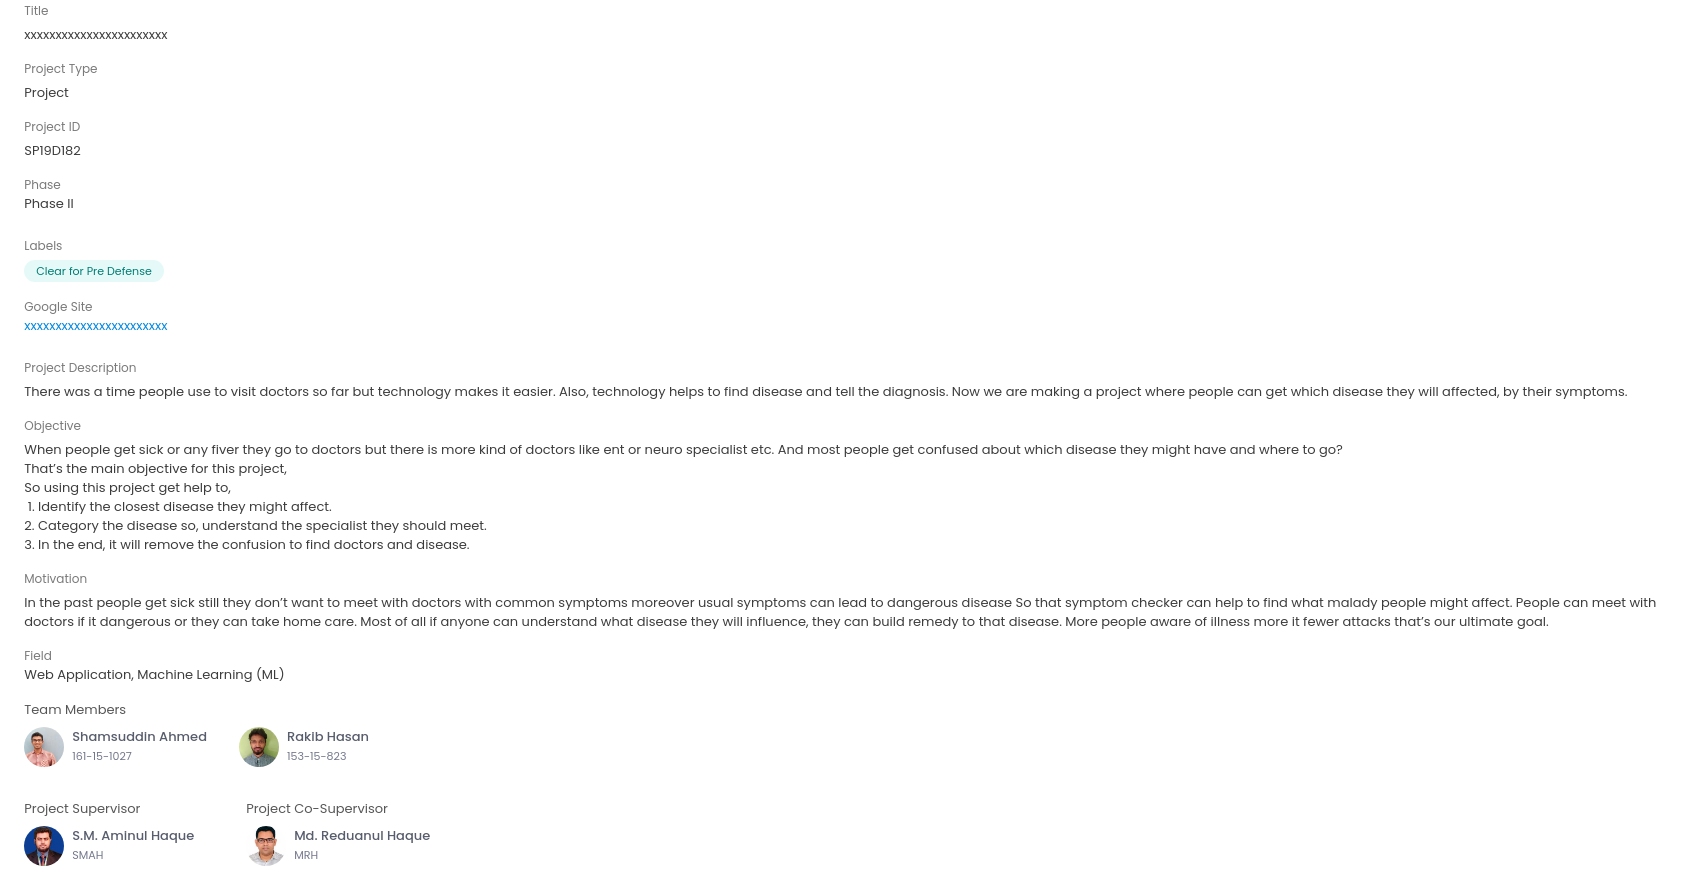 Title
xxxxxxxxxxxxxxxxxxxxxxx
Project Type
Project
Project ID
SP19D182
Phase
Phase II
Labels
Clear for Pre Defense
Google Site
xxxxxxxxxxxxxxxxxxxxxxx
Project Description
There was a time people use to visit doctors so far but technology makes it easier. Also, technology helps to find disease and tell the diagnosis. Now we are making a project where people can get which disease they will affected, by their symptoms.
Objective
When people get sick or any fiver they go to doctors but there is more kind of doctors like ent or neuro specialist etc. And most people get confused about which disease they might have and where to go?
That's the main objective for this project,
So using this project get help to,
1. Identify the closest disease they might affect.
2. Category the disease so, understand the specialist they should meet.
3. In the end, it will remove the confusion to find doctors and disease.
Motivation
In the past people get sick still they don't want to meet with doctors with common symptoms moreover usual symptoms can lead to dangerous disease So that symptom checker can help to find what malady people might affect. People can meet with
doctors if it dangerous or they can take home care. Most of all if anyone can understand what disease they will influence, they can build remedy to that disease. More people aware of illness more it fewer attacks that's our ultimate goal.
Field
Web Application, Machine Learning (ML)
Team Members
Shamsuddin Ahmed
161-15-1027
Rakib Hasan
153-15-823
Project Supervisor
S.M. Aminul Haque
SMAH
Project Co-Supervisor
Md. Reduanul Haque
MRH